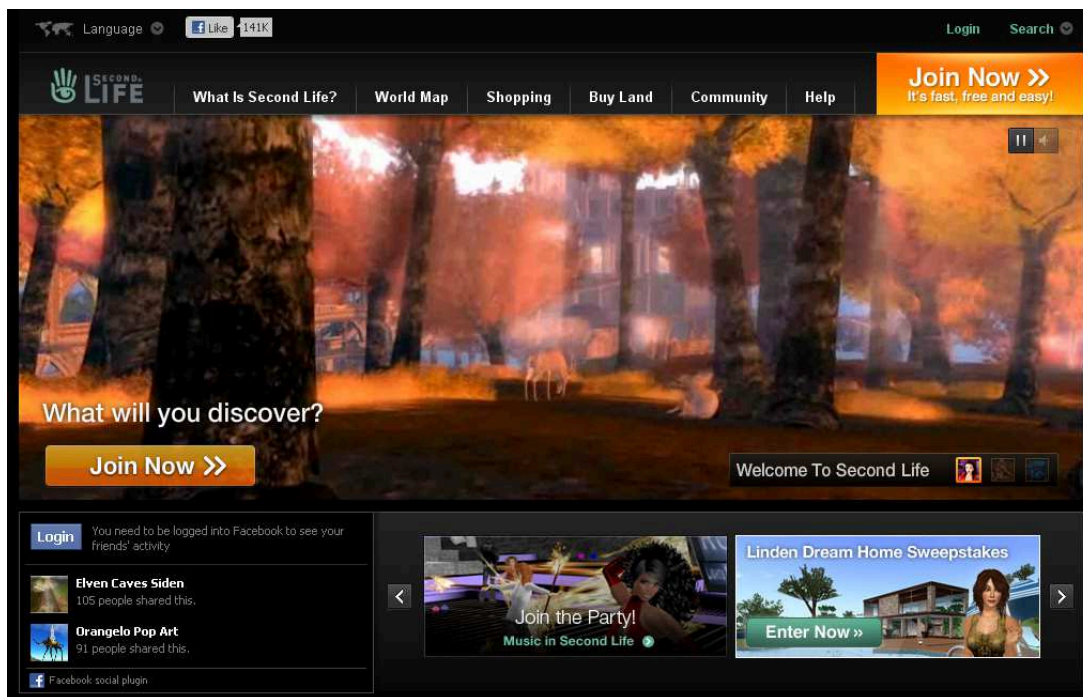 Language
Like 141K
Login
Search
SECOND
LIFE
What Is Second Life?
World Map
Shopping
Buy Land
Community
Help
Join Now >>
It's fast, free and easy!
What will you discover?
Join Now >>
Welcome To Second Life
Login
You need to be logged into Facebook to see your
friends' activity
Elven Caves Siden
105 people shared this.
Orangelo Pop Art
91 people shared this.
Facebook social plugin
Join the Party!
Music in Second Life
Linden Dream Home Sweepstakes
Enter Now »